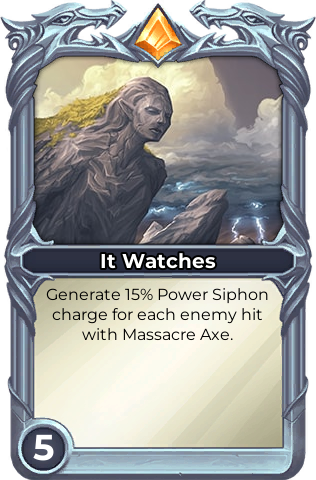 It Watches
Generate 15% Power Siphon
charge for each enemy hit
with Massacre Axe.
5